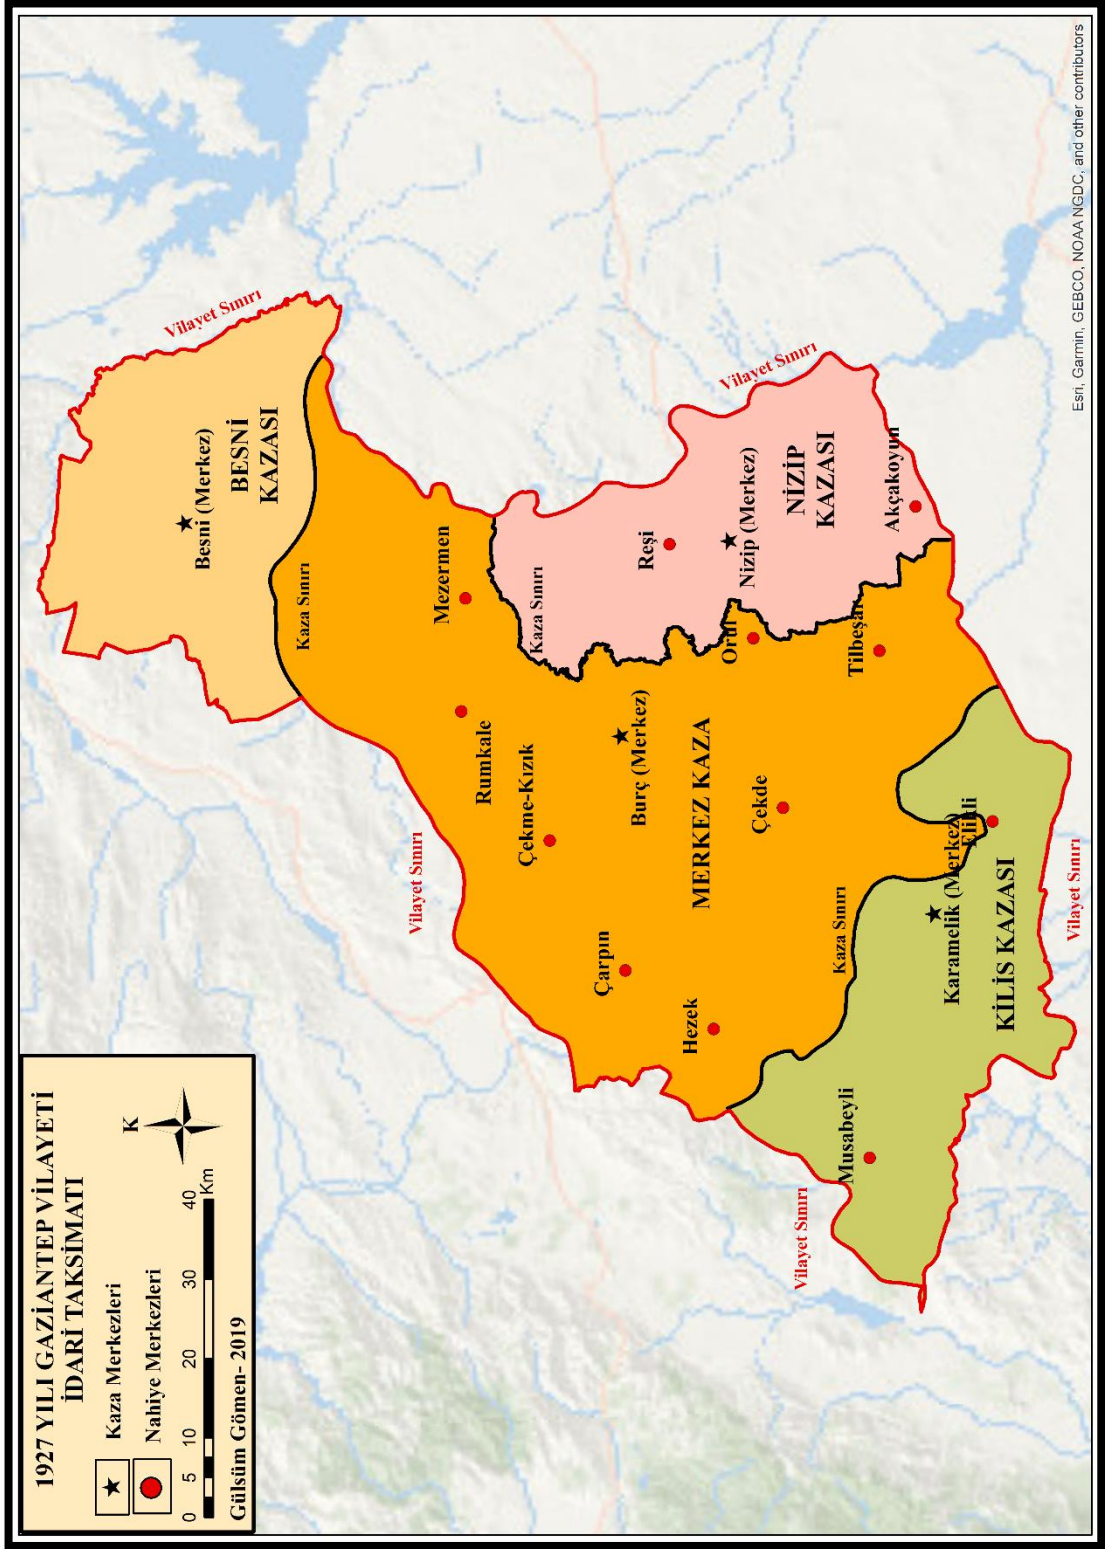 1927 YILI GAZİANTEP VİLAYETİ
İDARİ TAKSİMATI
Kaza Merkezleri
Nahiye Merkezleri
0 5 10 20 30 40
Km
K
Gülsüm Gömen- 2019
Vilayet Sınırı
Besni (Merkez)
BESNİ
KAZASI
Kaza Sınırı
Vilayet Sınırı
Mezermen
Rumkale
Çekme-Kızık
Kaza Sınırı
Reşi
Vilayet Sınırı
Nizip (Merkez)
NİZİP
KAZASI
Akçakoyun
Çarpın
Burç (Merkez)
Hezek
MERKEZ KAZA
Orul
Çekde
Tilbeşar
Kaza Sınırı
Vilayet Sınırı
Musabeyli
Karamelik (Merkez)
Elifli
KİLİS KAZASI
Vilayet Sınırı
Esri, Garmin, GEBCO, NOAA NGDC, and other contributors